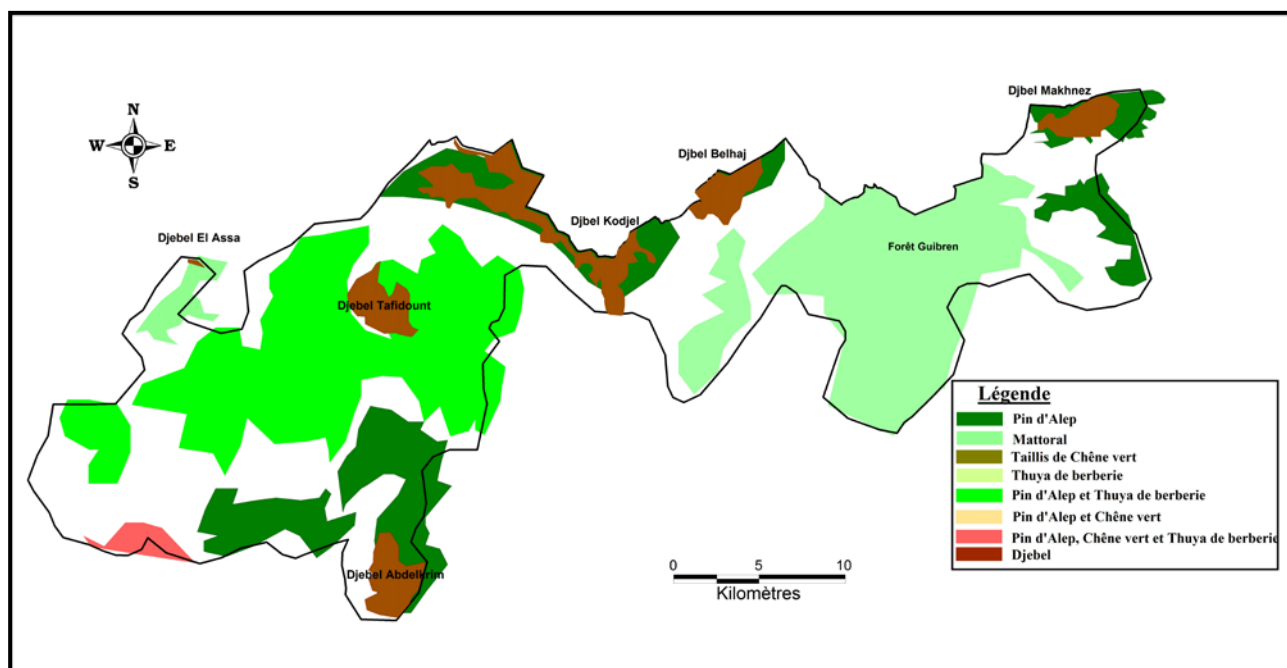 Djbel Makhnez
N
W E
S
Djbel Belhaj
Djbel Kodjel
Djebel El Assa
Forêt Guibren
Djebel Tafidount
Légende
Pin d'Alep
Mattoral
Taillis de Chêne vert
Thuya de berberie
Pin d'Alep et Thuya de berberie
Pin d'Alep et Chêne vert
Pin d'Alep, Chêne vert et Thuya de berberie
Djebel
Djebel Abdelkrim
0 5 10
Kilomètres